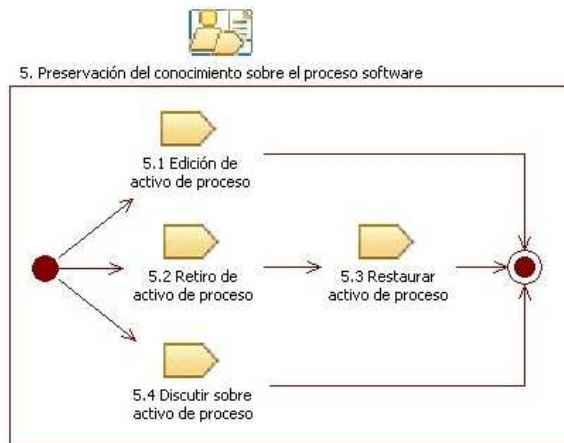 5. Preservación del conocimiento sobre el proceso software
5.1 Edición de
activo de proceso
5.2 Retiro de
activo de proceso
5.3 Restaurar
activo de proceso
5.4 Discutir sobre
activo de proceso